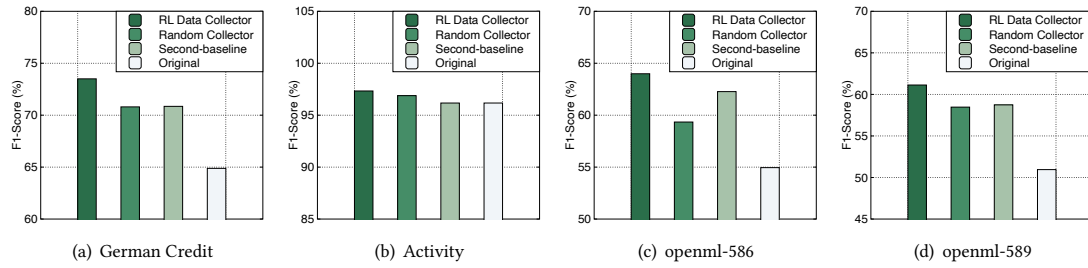 80
75
70
65
60
F1-Score (%)
RL Data Collector
Random Collector
Second-baseline
Original
(a) German Credit
105
100
95
90
85
F1-Score (%)
RL Data Collector
Random Collector
Second-baseline
Original
(b) Activity
70
65
60
55
50
F1-Score (%)
RL Data Collector
Random Collector
Second-baseline
Original
(c) openml-586
70
65
60
55
50
45
F1-Score (%)
RL Data Collector
Random Collector
Second-baseline
Original
(d) openml-589